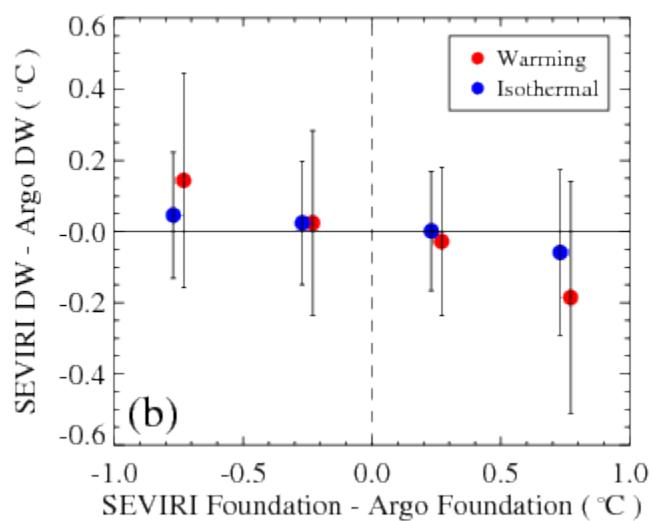 0.6
0.4
0.2
-0.0
-0.2
-0.4
-0.6
SEVIRI DW - Argo DW (°C)
Warming
Isothermal
(b)
-1.0 -0.5 0.0 0.5 1.0
SEVIRI Foundation - Argo Foundation (°C)